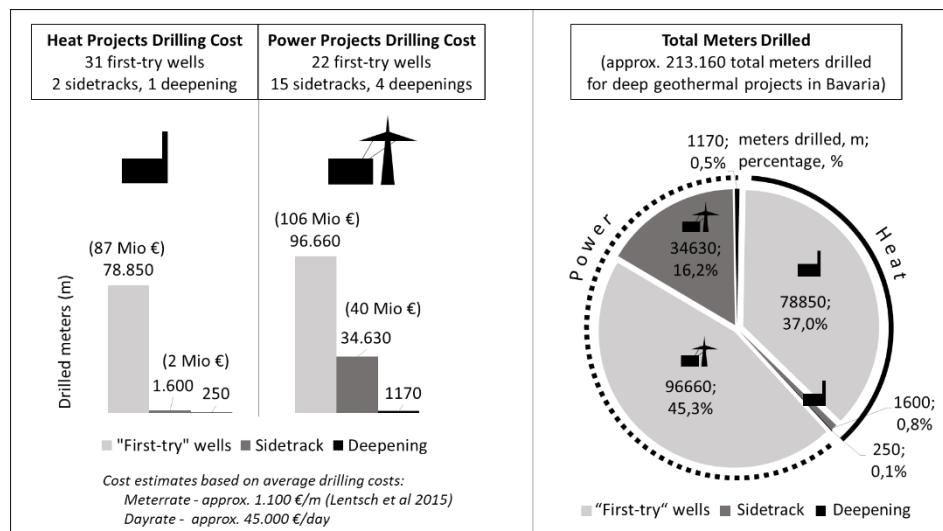 Heat Projects Drilling Cost
31 first-try wells
2 sidetracks, 1 deepening
Power Projects Drilling Cost
22 first-try wells
15 sidetracks, 4 deepenings
(87 Mio €)
78.850
(2 Mio €)
1.600
250
(106 Mio €)
96.660
(40 Mio €)
34.630
1170
Drilled meters (m)
"First-try" wells
Sidetrack
Deepening
Cost estimates based on average drilling costs:
Meterrate - approx. 1.100 €/m (Lentsch et al 2015)
Dayrate - approx. 45.000 €/day
Total Meters Drilled
(approx. 213.160 total meters drilled
for deep geothermal projects in Bavaria)
1170;
0,5%
meters drilled, m;
percentage, %
Power
Heat
34630;
16,2%
78850;
37,0%
96660;
45,3%
1600;
0,8%
250;
0,1%
"First-try“ wells
Sidetrack
Deepening